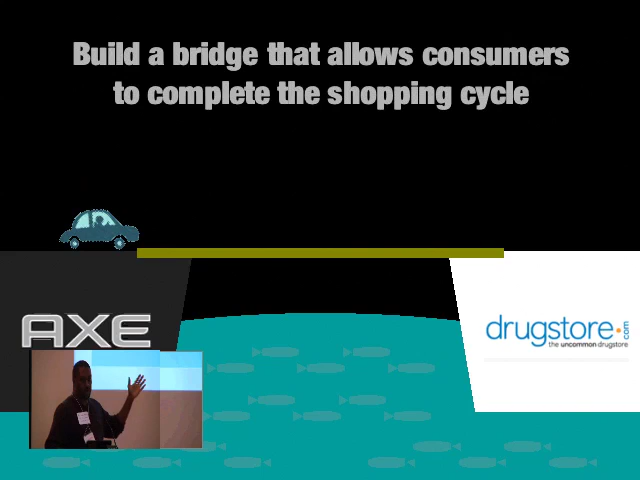 Build a bridge that allows consumers
to complete the shopping cycle
AXE
drugstore.com
the uncommon drugstore